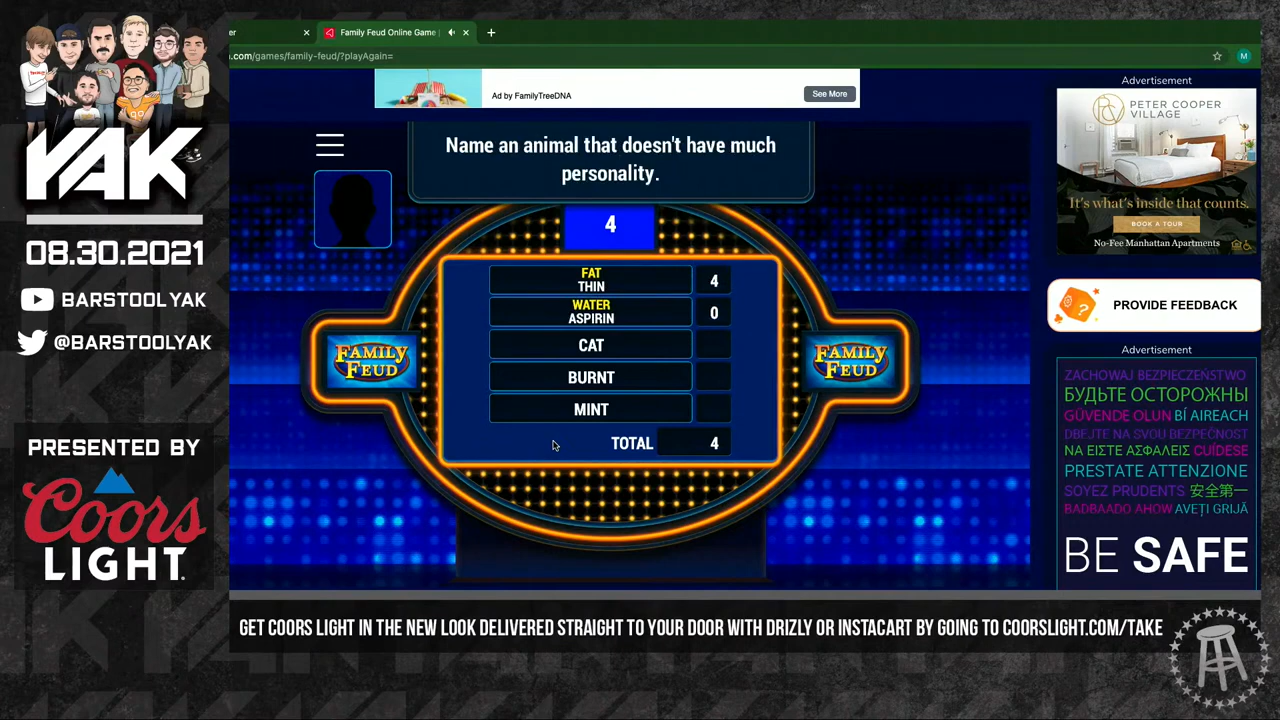 er
Family Feud Online Game |
.com/games/family-feud/?playAgain=
M
Ad by FamilyTreeDNA
See More
Name an animal that doesn't have much
personality.
4
FAT
THIN
4
WATER
ASPIRIN
0
CAT
BURNT
MINT
TOTAL 4
FAMILY
FEUD
FAMILY
FEUD
YAK
08.30.2021
BARSTOOLYAK
@BARSTOOLYAK
PRESENTED BY
Coors
LIGHT
Advertisement
PETER COOPER
VILLAGE
It's what's inside that counts.
BOOK A TOUR
No-Fee Manhattan Apartments
PROVIDE FEEDBACK
Advertisement
ZACHOWAJ BEZPIECZEŃSTWO
БУДЬТЕ ОСТОРОЖНЫ
GÜVENDE OLUN BÍ AIREACH
DBEJTE NA SVOU BEZPEČNOST
ΝΑ ΕΙΣΤΕ ΑΣΦΑΛΕΙΣ CUÍDESE
PRESTATE ATTENZIONE
SOYEZ PRUDENTS 安全第一
BADBAADO AHOW AVEȚI GRIJĂ
BE SAFE
GET COORS LIGHT IN THE NEW LOOK DELIVERED STRAIGHT TO YOUR DOOR WITH DRIZLY OR INSTACART BY GOING TO COORSLIGHT.COM/TAKE